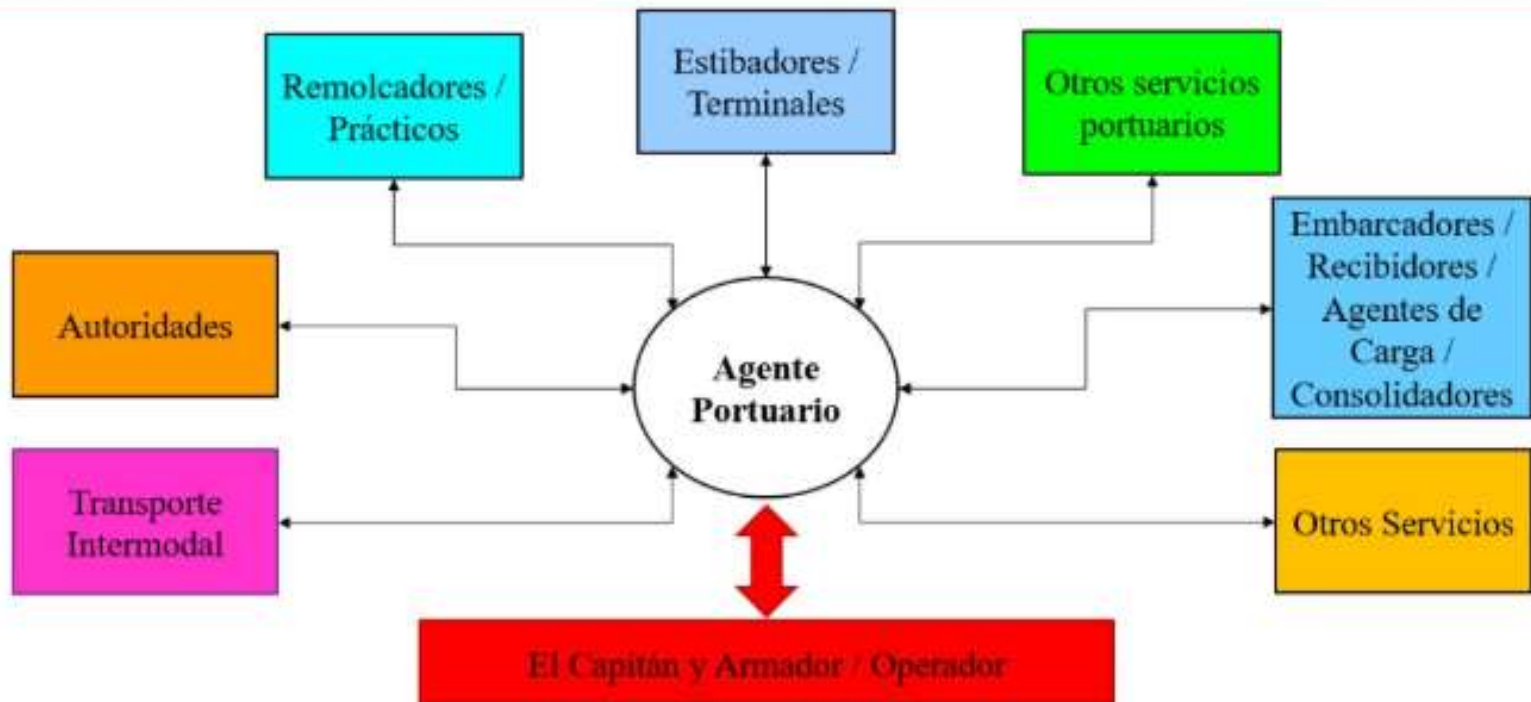 Remolcadores /
Prácticos
Estibadores /
Terminales
Otros servicios
portuarios
Embarcadores /
Recibidores /
Agentes de
Carga /
Consolidadores
Autoridades
Agente
Portuario
Transporte
Intermodal
Otros Servicios
El Capitán y Armador / Operador